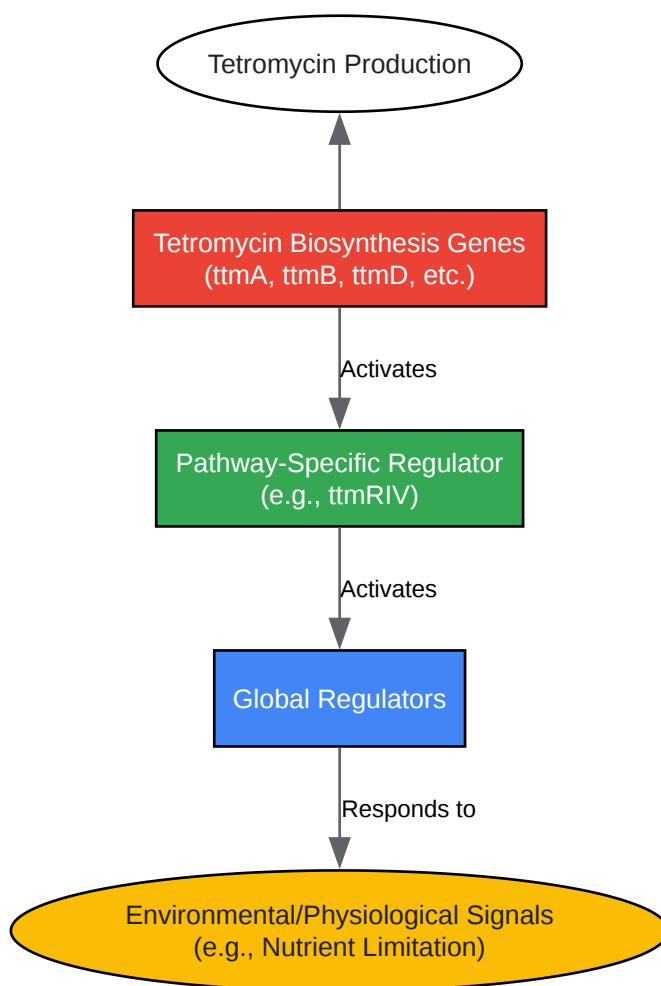 Tetromycin Production
Tetromycin Biosynthesis Genes
(ttmA, ttmB, ttmD, etc.)
Activates
Pathway-Specific Regulator
(e.g., ttmRIV)
Activates
Global Regulators
Responds to
Environmental/Physiological Signals
(e.g., Nutrient Limitation)